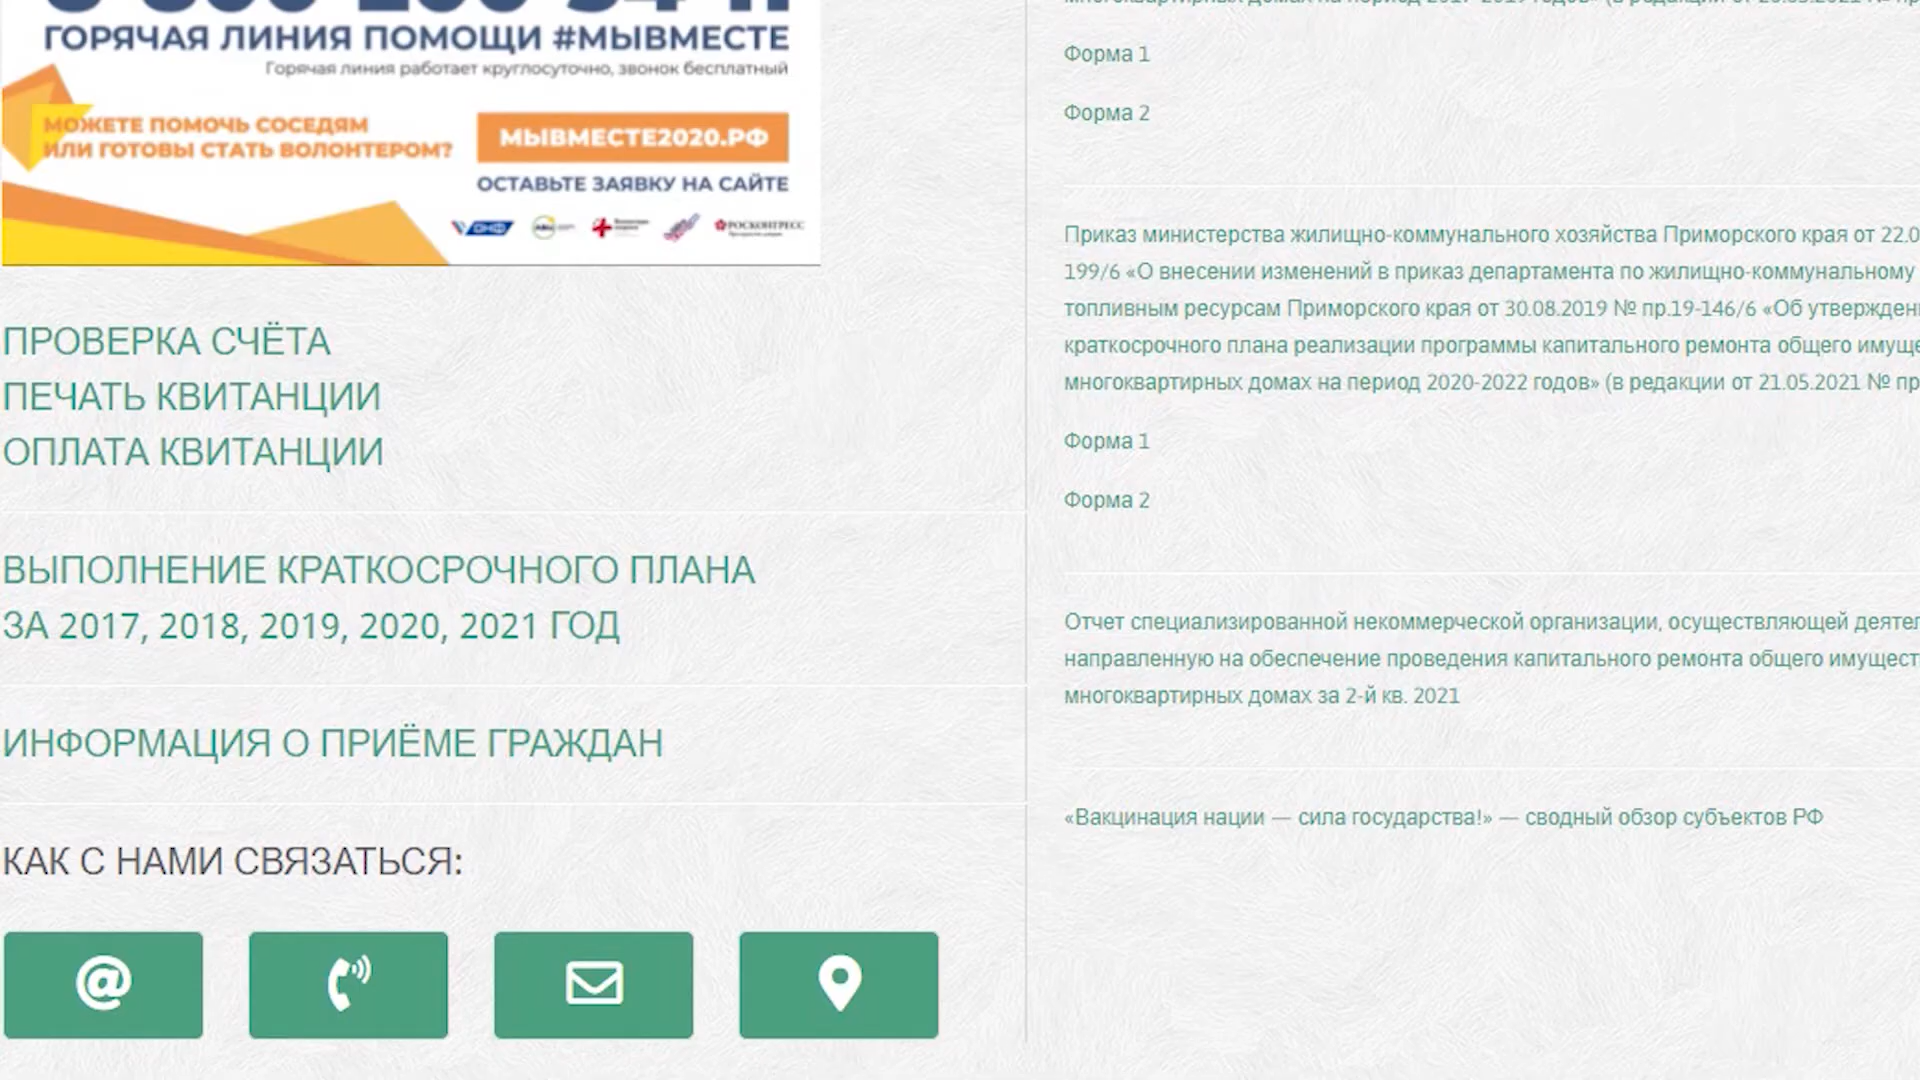 ГОРЯЧАЯ ЛИНИЯ ПОМОЩИ #МЫВМЕСТЕ
Горячая линия работает круглосуточно, звонок бесплатный
МОЖЕТЕ ПОМОЧЬ СОСЕДЯМ
ИЛИ ГОТОВЫ СТАТЬ ВОЛОНТЕРОМ?
МЫВМЕСТЕ2020.РФ
ОСТАВЬТЕ ЗАЯВКУ НА САЙТЕ
ОНФ
РОСКОНГРЕСС
ПРОВЕРКА СЧЁТА
ПЕЧАТЬ КВИТАНЦИИ
ОПЛАТА КВИТАНЦИИ
ВЫПОЛНЕНИЕ КРАТКОСРОЧНОГО ПЛАНА
ЗА 2017, 2018, 2019, 2020, 2021 ГОД
ИНФОРМАЦИЯ О ПРИЁМЕ ГРАЖДАН
КАК С НАМИ СВЯЗАТЬСЯ:
Форма 1
Форма 2
Приказ министерства жилищно-коммунального хозяйства Приморского края от 22.0
199/6 «О внесении изменений в приказ департамента по жилищно-коммунальному
топливным ресурсам Приморского края от 30.08.2019 № пр.19-146/6 «Об утвержден
краткосрочного плана реализации программы капитального ремонта общего имуще
многоквартирных домах на период 2020-2022 годов» (в редакции от 21.05.2021 № пр
Форма 1
Форма 2
Отчет специализированной некоммерческой организации, осуществляющей деятел
направленную на обеспечение проведения капитального ремонта общего имущест
многоквартирных домах за 2-й кв. 2021
«Вакцинация нации — сила государства!» — сводный обзор субъектов РФ